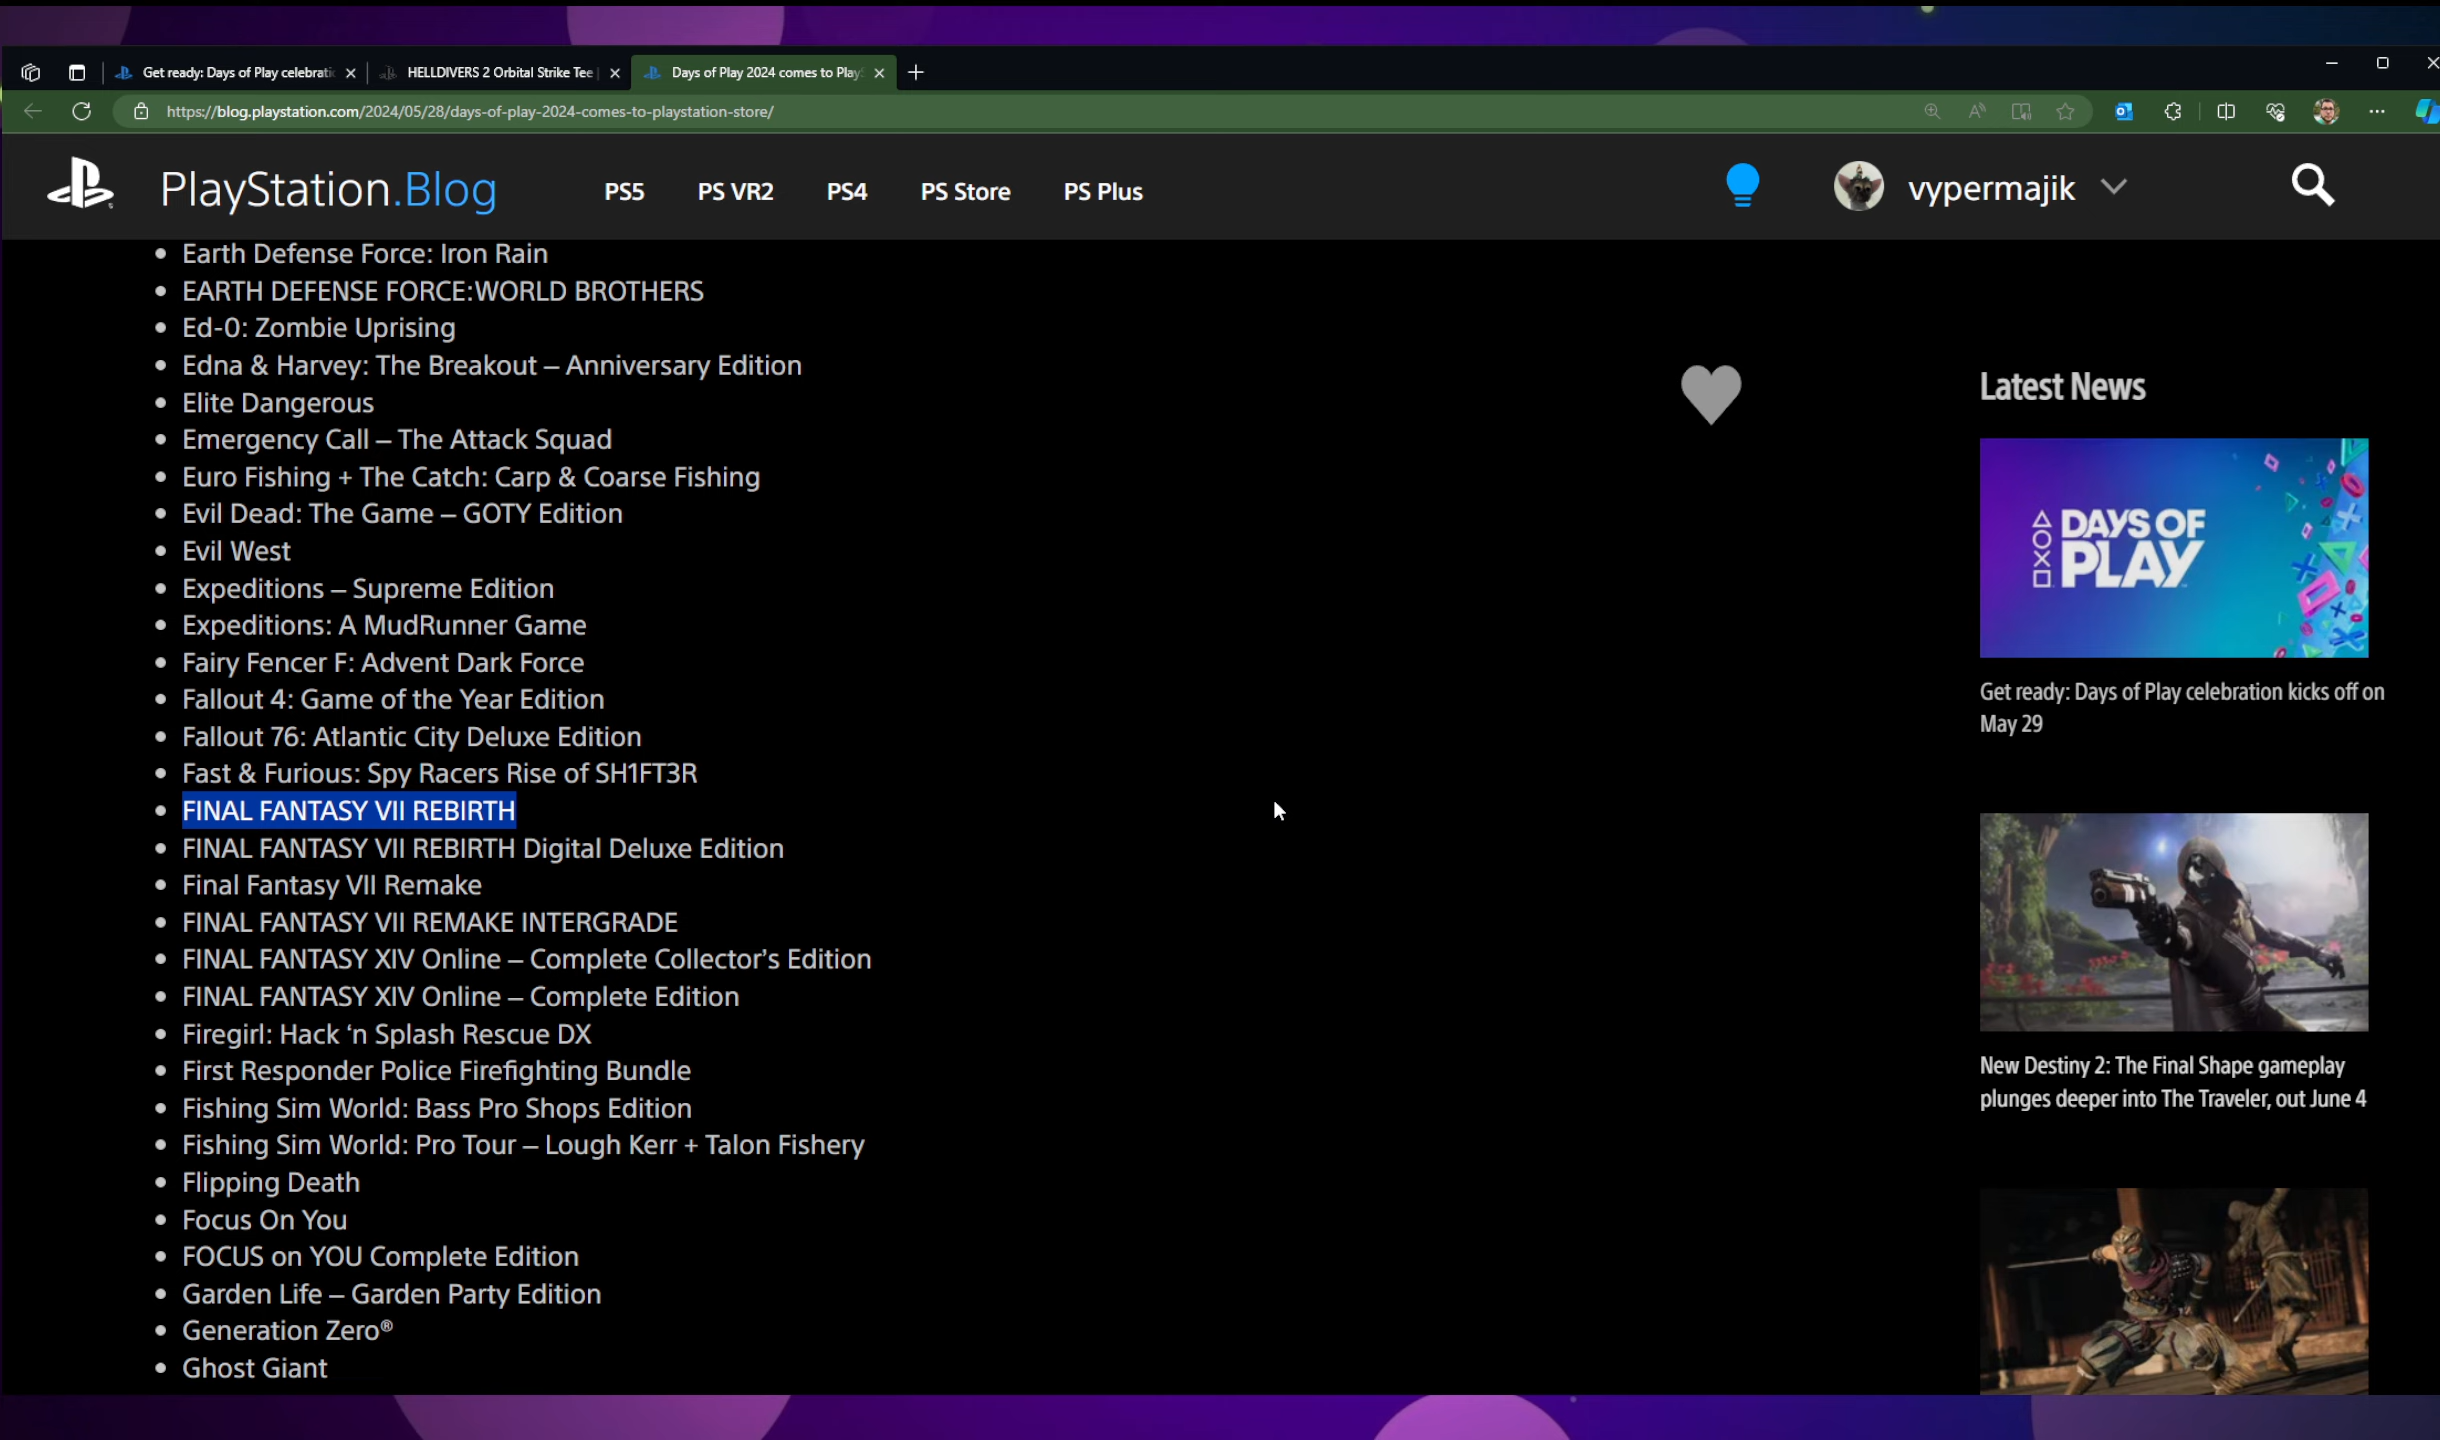 Get ready: Days of Play celebrati
HELLDIVERS 2 Orbital Strike Tee
Days of Play 2024 comes to Play
https://blog.playstation.com/2024/05/28/days-of-play-2024-comes-to-playstation-store/
PlayStation.Blog
PS5
PS VR2
PS4
PS Store
PS Plus
vypermajik
• Earth Defense Force: Iron Rain
• EARTH DEFENSE FORCE:WORLD BROTHERS
• Ed-0: Zombie Uprising
• Edna & Harvey: The Breakout – Anniversary Edition
• Elite Dangerous
• Emergency Call – The Attack Squad
• Euro Fishing + The Catch: Carp & Coarse Fishing
• Evil Dead: The Game – GOTY Edition
• Evil West
• Expeditions – Supreme Edition
• Expeditions: A MudRunner Game
• Fairy Fencer F: Advent Dark Force
• Fallout 4: Game of the Year Edition
• Fallout 76: Atlantic City Deluxe Edition
• Fast & Furious: Spy Racers Rise of SH1FT3R
• FINAL FANTASY VII REBIRTH
• FINAL FANTASY VII REBIRTH Digital Deluxe Edition
• Final Fantasy VII Remake
• FINAL FANTASY VII REMAKE INTERGRADE
• FINAL FANTASY XIV Online – Complete Collector’s Edition
• FINAL FANTASY XIV Online – Complete Edition
• Firegirl: Hack ‘n Splash Rescue DX
• First Responder Police Firefighting Bundle
• Fishing Sim World: Bass Pro Shops Edition
• Fishing Sim World: Pro Tour – Lough Kerr + Talon Fishery
• Flipping Death
• Focus On You
• FOCUS on YOU Complete Edition
• Garden Life – Garden Party Edition
• Generation Zero®
• Ghost Giant
Latest News
DAYS OF
PLAY
Get ready: Days of Play celebration kicks off on
May 29
New Destiny 2: The Final Shape gameplay
plunges deeper into The Traveler, out June 4